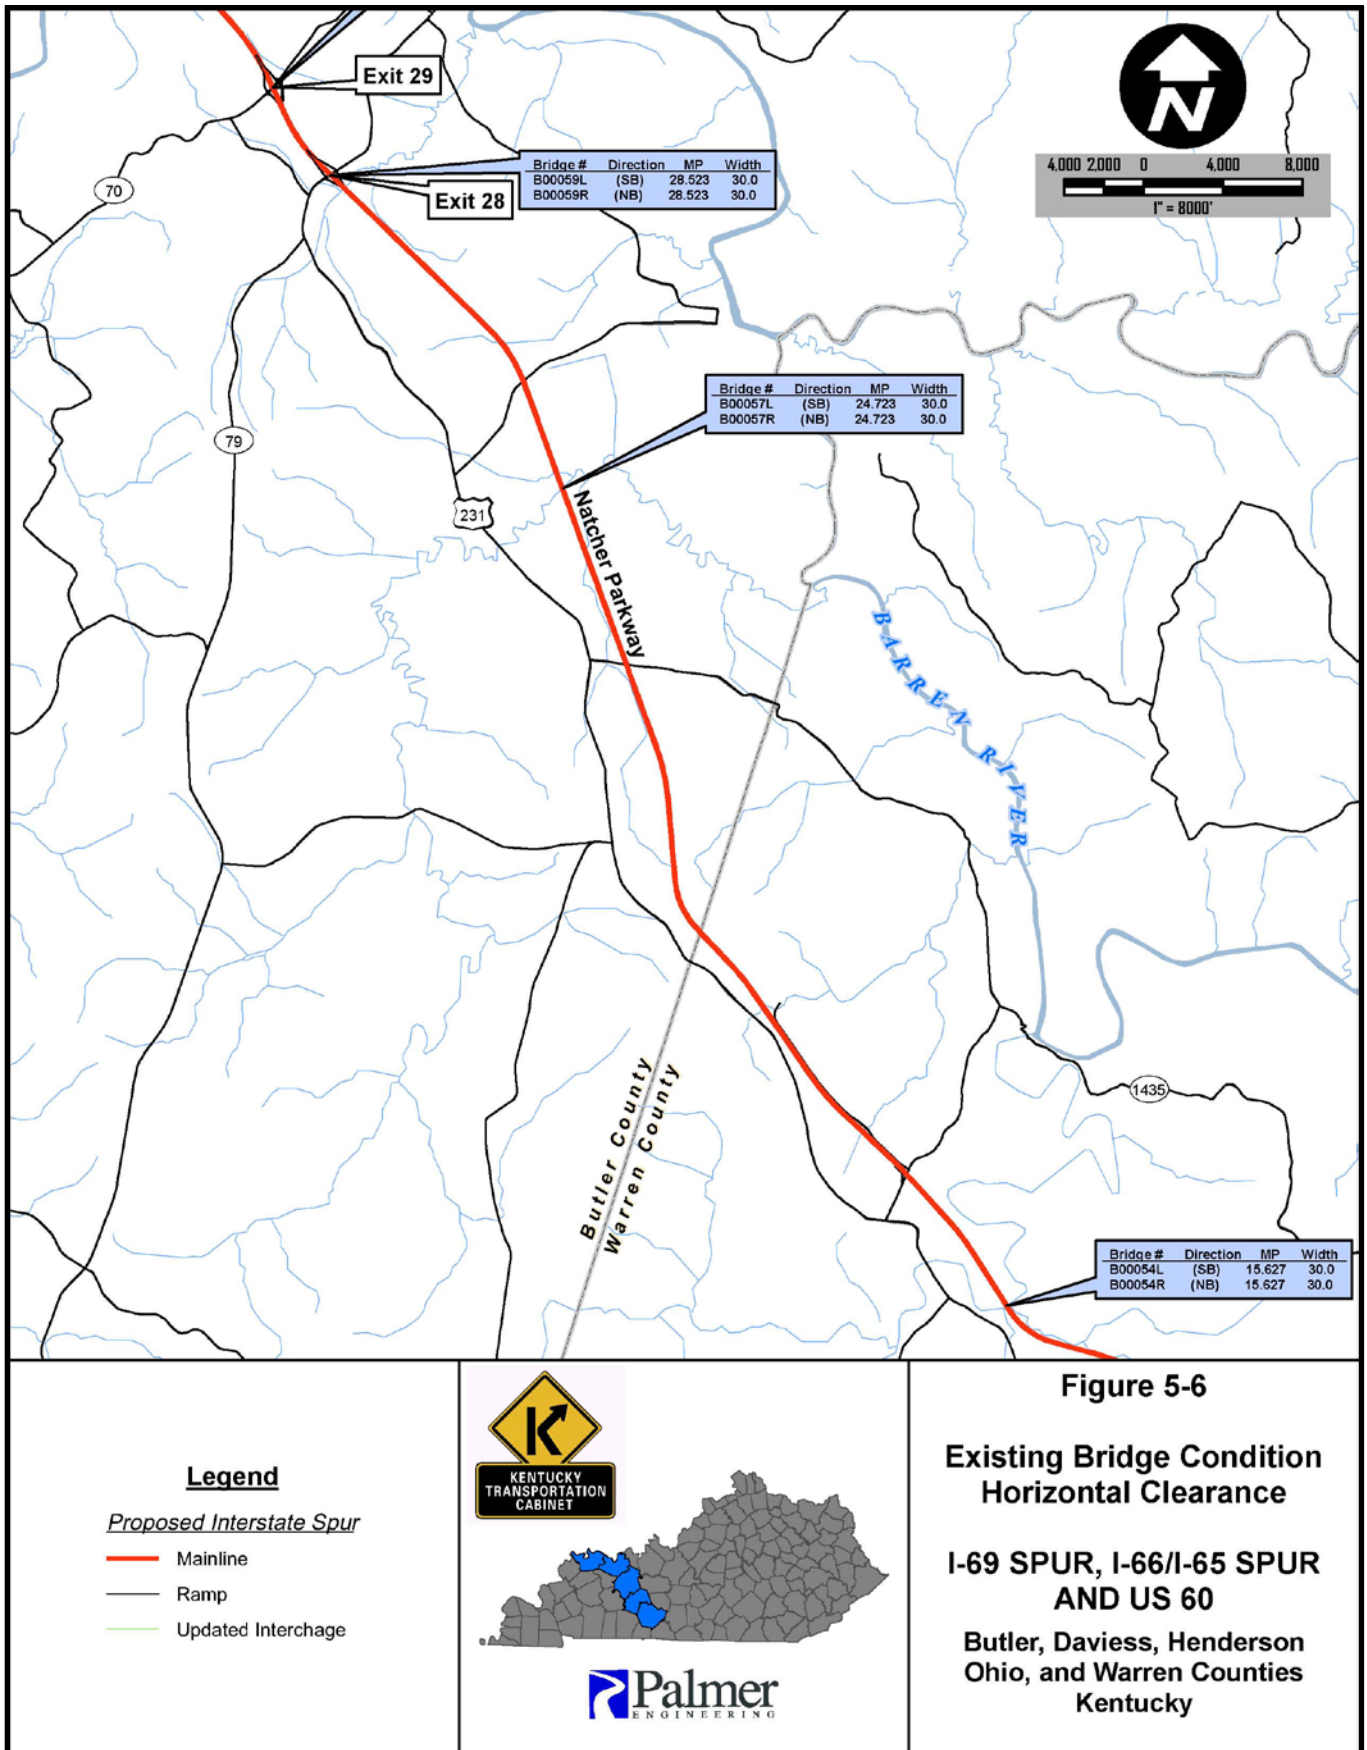 Exit 29
4,000 2,000 0 4,000 8,000
1" = 8000'
N
Bridge # Direction MP Width
B00059L (SB) 28.523 30.0
B00059R (NB) 28.523 30.0
Exit 28
70
Bridge # Direction MP Width
B00057L (SB) 24.723 30.0
B00057R (NB) 24.723 30.0
79
231
Natcher Parkway
BARREN RIVER
1435
Butler County
Warren County
Bridge # Direction MP Width
B00054L (SB) 15.627 30.0
B00054R (NB) 15.627 30.0
Legend
Proposed Interstate Spur
Mainline
Ramp
Updated Interchage
K
KENTUCKY
TRANSPORTATION
CABINET
Palmer
ENGINEERING
Figure 5-6
Existing Bridge Condition
Horizontal Clearance
I-69 SPUR, I-66/I-65 SPUR
AND US 60
Butler, Daviess, Henderson
Ohio, and Warren Counties
Kentucky